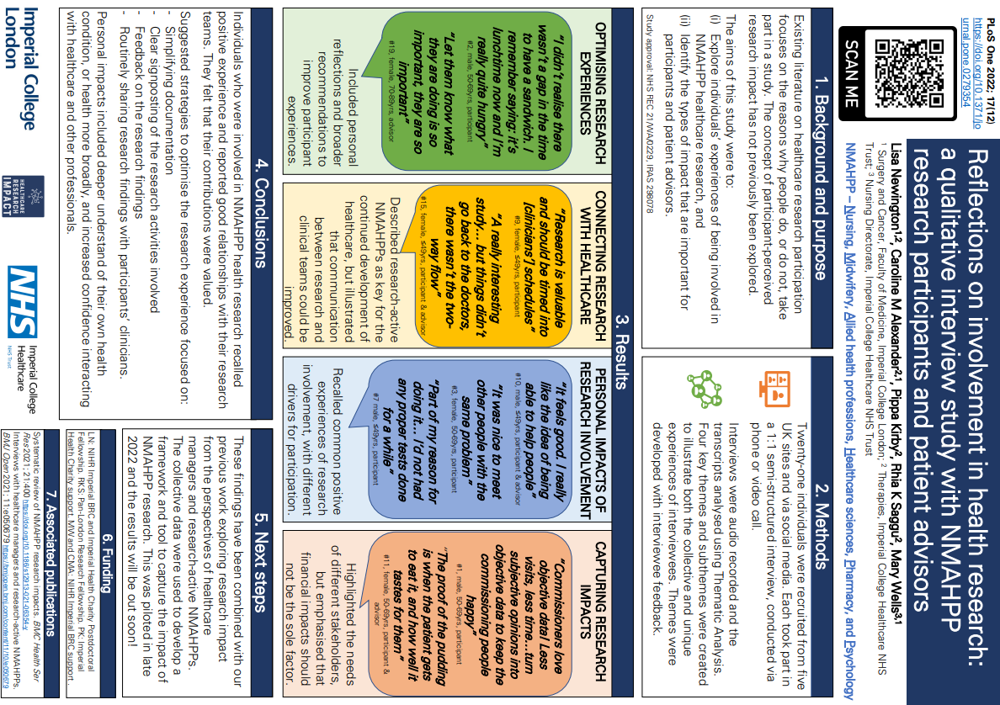 PLoS One 2022; 17(12)
https://doi.org/10.1371/jo
urnal.pone.0279354
SCAN ME
Reflections on involvement in health research:
a qualitative interview study with NMAHPP
research participants and patient advisors
Lisa Newington¹,², Caroline M Alexander²,¹, Pippa Kirby², Rhia K Saggu², Mary Wells³,¹
¹ Surgery and Cancer, Faculty of Medicine, Imperial College London; ² Therapies, Imperial College Healthcare NHS
Trust; ³ Nursing Directorate, Imperial College Healthcare NHS Trust
NMAHPP – Nursing, Midwifery, Allied health professions, Healthcare sciences, Pharmacy, and Psychology
1. Background and purpose
Existing literature on healthcare research participation
focuses on the reasons why people do, or do not, take
part in a study. The concept of participant-perceived
research impact has not previously been explored.
The aims of this study were to:
(i) Explore individuals' experiences of being involved in
NMAHPP healthcare research, and
(ii) Identify the types of impact that are important for
participants and patient advisors.
Study approval: NHS REC 21/NA/0229, IRAS 298078
2. Methods
Twenty-one individuals were recruited from five
UK sites and via social media. Each took part in
a 1:1 semi-structured interview, conducted via
phone or video call.
Interviews were audio recorded and the
transcripts analysed using Thematic Analysis.
Four key themes and subthemes were created
to illustrate both the collective and unique
experiences of interviewees. Themes were
developed with interviewee feedback.
3. Results
OPTIMISING RESEARCH
EXPERIENCES
"I didn't realise there
wasn't a gap in the time
to have a sandwich. I
remember saying: it's
lunchtime now and I'm
really quite hungry"
#2, male, 50-69yrs, participant
"Let them know what
they are doing is so
important, they are so
important"
#19, female, 70-89yrs, advisor
Included personal
reflections and broader
recommendations to
improve participant
experiences.
CONNECTING RESEARCH
WITH HEALTHCARE
"Research is valuable
and should be timed into
[clinicians'] schedules"
#9, female, ≤49yrs, participant
"A really interesting
study… but things didn't
go back to the doctors,
there wasn't the two-
way flow"
#15, female, ≤49yrs, participant & advisor
Described research-active
NMAHPPs as key for the
continued development of
healthcare, but illustrated
that communication
between research and
clinical teams could be
improved.
PERSONAL IMPACTS OF
RESEARCH INVOLVEMENT
"It feels good. I really
like the idea of being
able to help people"
#10, male, ≤49yrs, participant & advisor
"It was nice to meet
other people with the
same problem"
#3, female, 50-69yrs, participant
"Part of my reason for
doing it… I'd not had
any proper tests done
for a while"
#7 male, ≤49yrs, participant
Recalled common positive
experiences of research
involvement, with different
drivers for participation.
CAPTURING RESEARCH
IMPACTS
"Commissioners love
objective data! Less
visits, less time…turn
subjective opinions into
objective data to keep the
commissioning people
happy"
#1, male, 50-69yrs, participant
"The proof of the pudding
is when the patient gets
to eat it, and how well it
tastes for them"
#11, female, 50-69yrs, participant &
advisor
Highlighted the needs
of different stakeholders,
but emphasised that
financial impacts should
not be the sole factor.
4. Conclusions
Individuals who were involved in NMAHPP health research recalled
positive experience and reported good relationships with their research
teams. They felt that their contributions were valued.
Suggested strategies to optimise the research experience focused on:
- Simplifying documentation
- Clear signposting of the research activities involved
- Feedback on the research findings
- Routinely sharing research findings with participants' clinicians.
Personal impacts included deeper understand of their own health
condition, or health more broadly, and increased confidence interacting
with healthcare and other professionals.
5. Next steps
These findings have been combined with our
previous work exploring research impact
from the perspectives of healthcare
managers and research-active NMAHPPs.
The collective data were used to develop a
framework and tool to capture the impact of
NMAHPP research. This was piloted in late
2022 and the results will be out soon!
6. Funding
LN: NIHR Imperial BRC and Imperial Health Charity Postdoctoral
Fellowship. RKS: Pan-London Research Fellowship. PK: Imperial
Health Charity support. MW and CMA: NIHR Imperial BRC support.
7. Associated publications
Systematic review of NMAHPP research impacts. BMC Health Ser
Res 2021; 21:400 https://doi.org/10.1186/s12913-021-06354-y
Interviews with healthcare managers and research-active NMAHPPs.
BMJ Open 2021; 11:e050679 https://bmjopen.bmj.com/content/11/10/e050679
Imperial College
London
HEALTHCARE
RESEARCH
IMPACT
NHS
Imperial College
Healthcare
NHS Trust